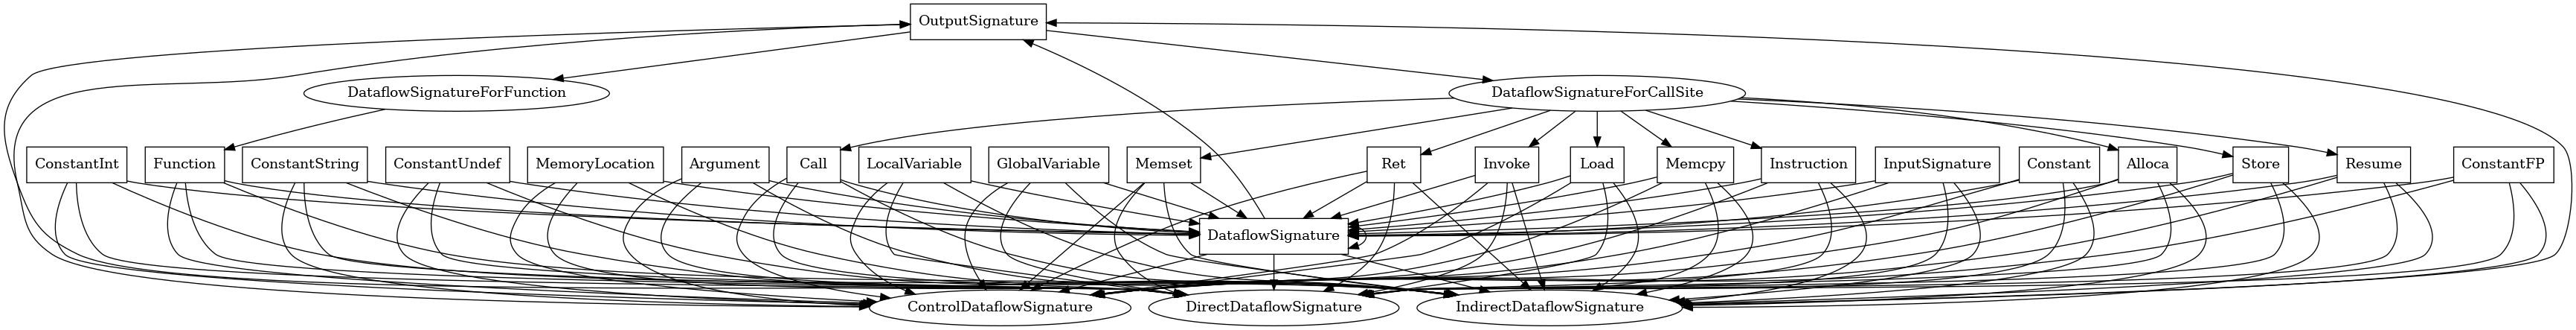 OutputSignature
DataflowSignatureForFunction
DataflowSignatureForCallSite
ConstantInt
Function
ConstantString
ConstantUndef
MemoryLocation
Argument
Call
LocalVariable
GlobalVariable
Memset
Ret
Invoke
Load
Memcpy
Instruction
InputSignature
Constant
Alloca
Store
Resume
ConstantFP
DataflowSignature
ControlDataflowSignature
DirectDataflowSignature
IndirectDataflowSignature